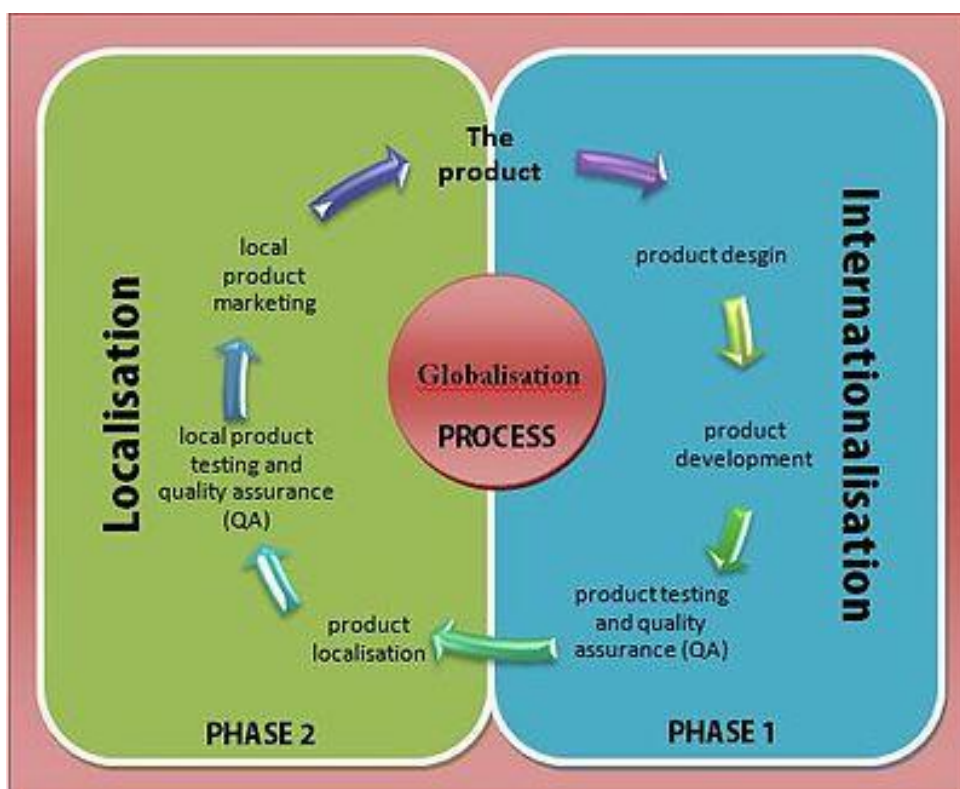 The
product
product desgin
product
development
product testing
and quality
assurance (QA)
Internationalisation
PHASE 1
product
localisation
local product
testing and
quality assurance
(QA)
local
product
marketing
Localisation
PHASE 2
Globalisation
PROCESS